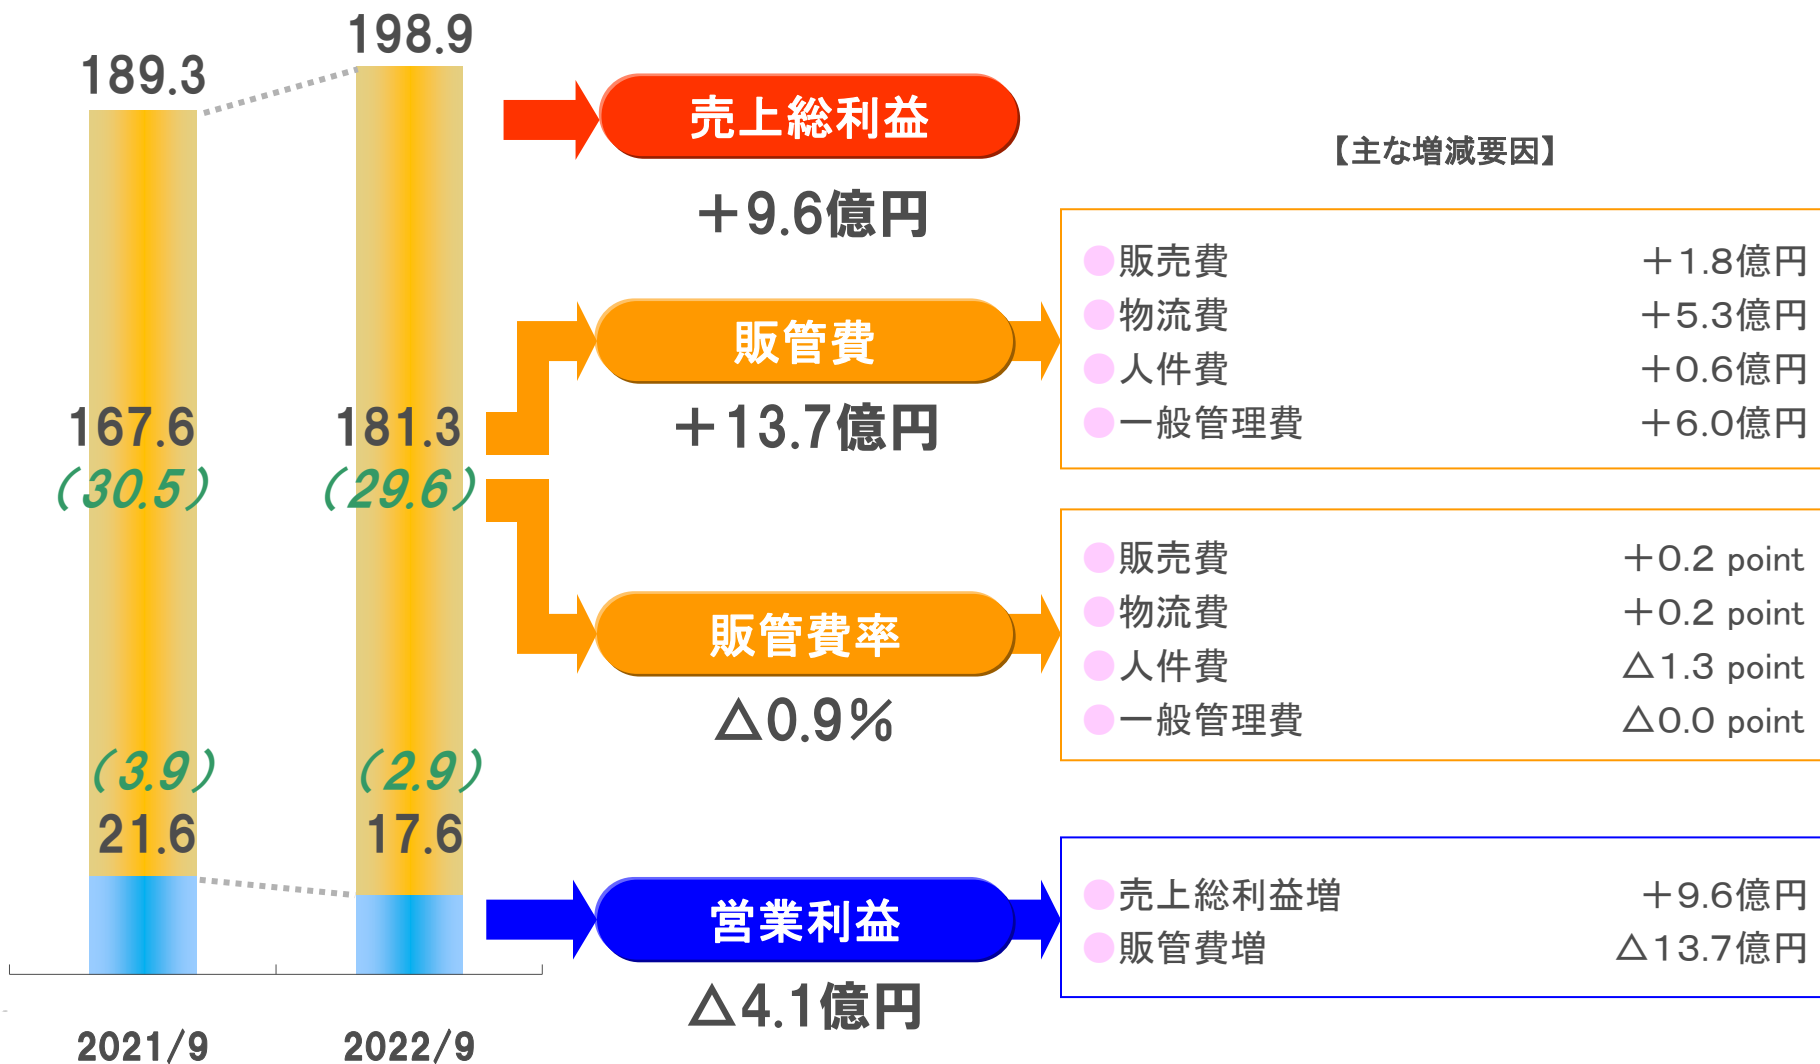 189.3
198.9
167.6
(30.5)
181.3
(29.6)
(3.9)
21.6
(2.9)
17.6
2021/9
2022/9
売上総利益
+9.6億円
販管費
+13.7億円
販管費率
△0.9%
営業利益
△4.1億円
【主な増減要因】
●販売費 +1.8億円
●物流費 +5.3億円
●人件費 +0.6億円
●一般管理費 +6.0億円
●販売費 +0.2 point
●物流費 +0.2 point
●人件費 △1.3 point
●一般管理費 △0.0 point
●売上総利益増 +9.6億円
●販管費増 △13.7億円